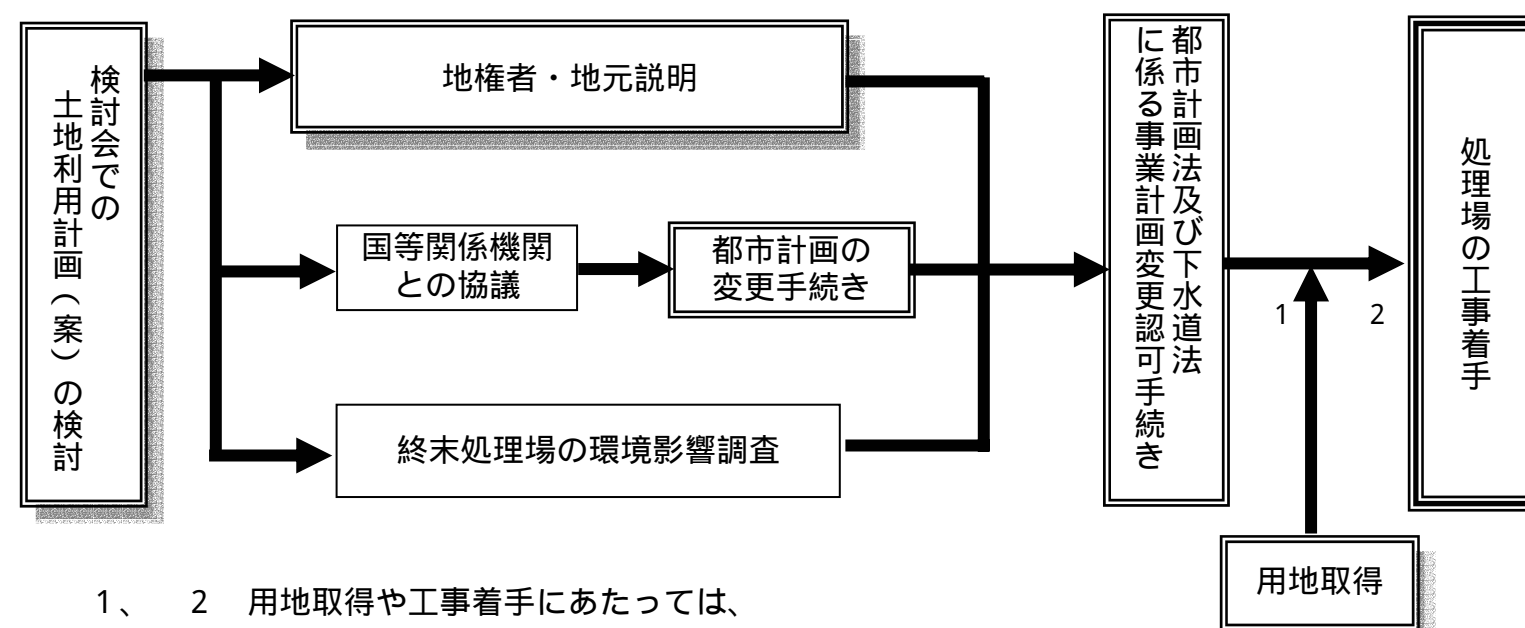 検討会での
土地利用計画（案）の検討
地権者・地元説明
国等関係機関
との協議
都市計画の
変更手続き
終末処理場の環境影響調査
都市計画法及び下水道法
に係る事業計画変更認可手続き
1
2
処理場の工事着手
用地取得
1、　2　用地取得や工事着手にあたっては、